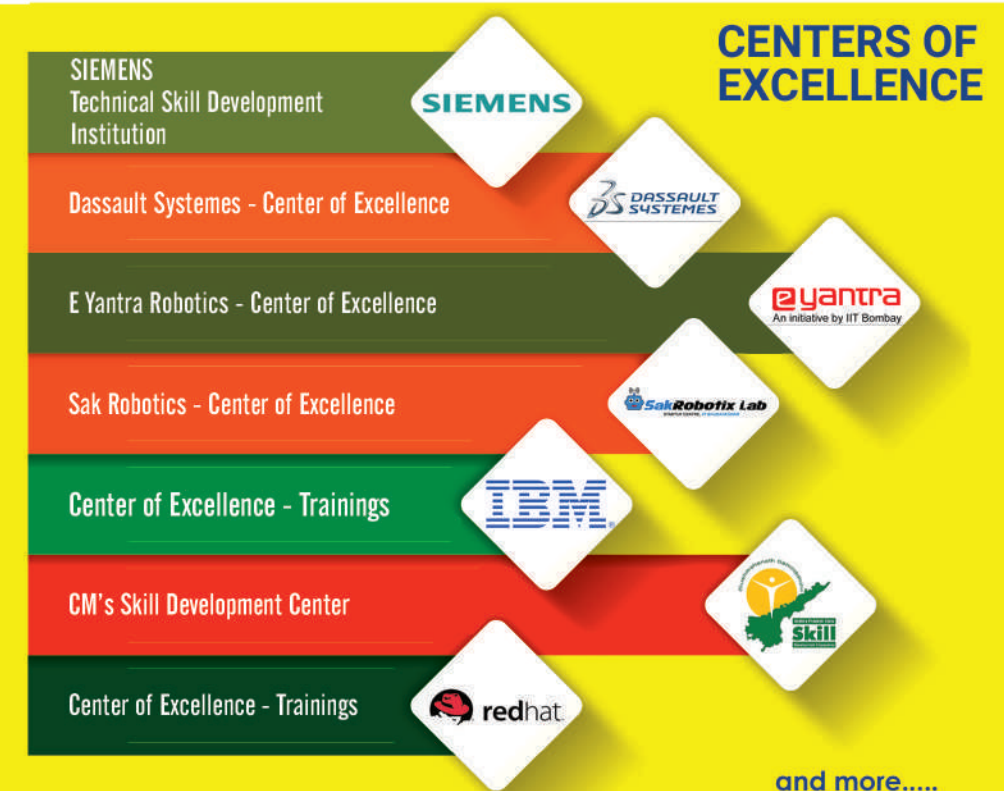 CENTERS OF
EXCELLENCE
SIEMENS
Technical Skill Development
Institution
SIEMENS
Dassault Systemes - Center of Excellence
DASSAULT
SYSTEMES
E Yantra Robotics - Center of Excellence
eyantra
An initiative by IIT Bombay
Sak Robotics - Center of Excellence
SakRobotix Lab
Center of Excellence - Trainings
IBM
CM's Skill Development Center
Skill
Center of Excellence - Trainings
redhat
and more.....